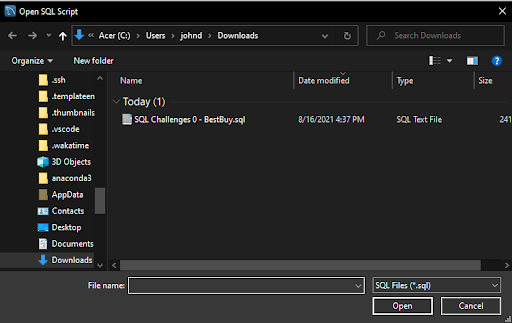 Open SQL Script
Acer (C:) Users johnd Downloads
Search Downloads
Organize New folder
Name Date modified Type Size
Today (1)
SQL Challenges 0 - BestBuy.sql 8/16/2021 4:37 PM SQL Text File 241
.ssh
.templateen
.thumbnails
.vscode
.wakatime
3D Objects
anaconda3
AppData
Contacts
Desktop
Documents
Downloads
File name: SQL Files (*.sql)
Open Cancel